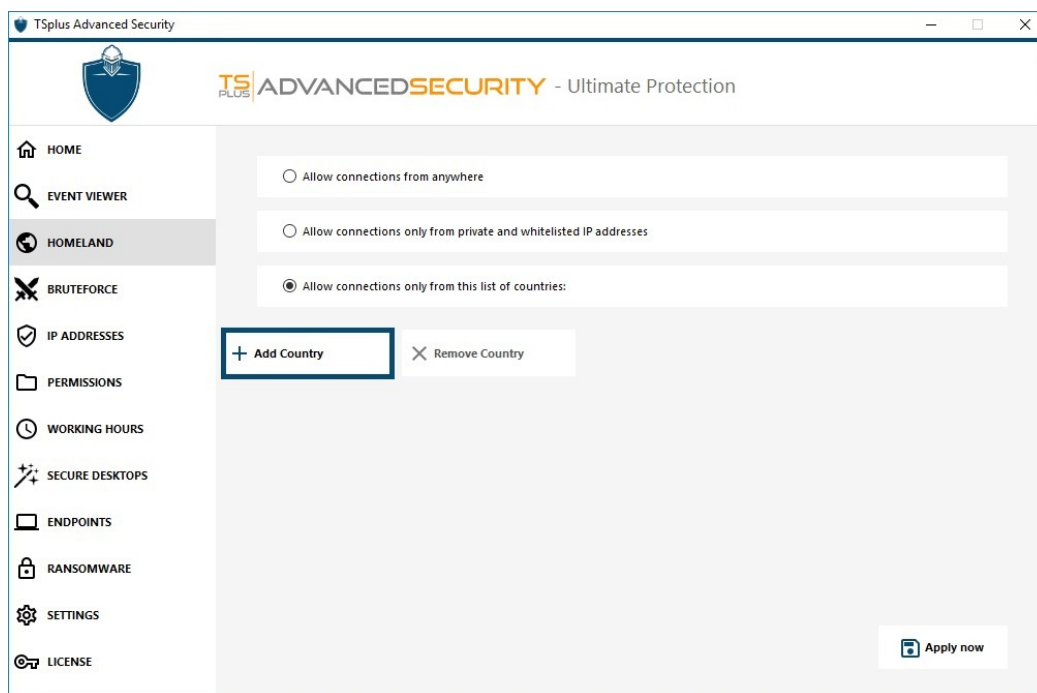 TSplus Advanced Security
TS PLUS ADVANCEDSECURITY - Ultimate Protection
HOME
EVENT VIEWER
HOMELAND
BRUTEFORCE
IP ADDRESSES
PERMISSIONS
WORKING HOURS
SECURE DESKTOPS
ENDPOINTS
RANSOMWARE
SETTINGS
LICENSE
Allow connections from anywhere
Allow connections only from private and whitelisted IP addresses
Allow connections only from this list of countries:
Add Country
Remove Country
Apply now